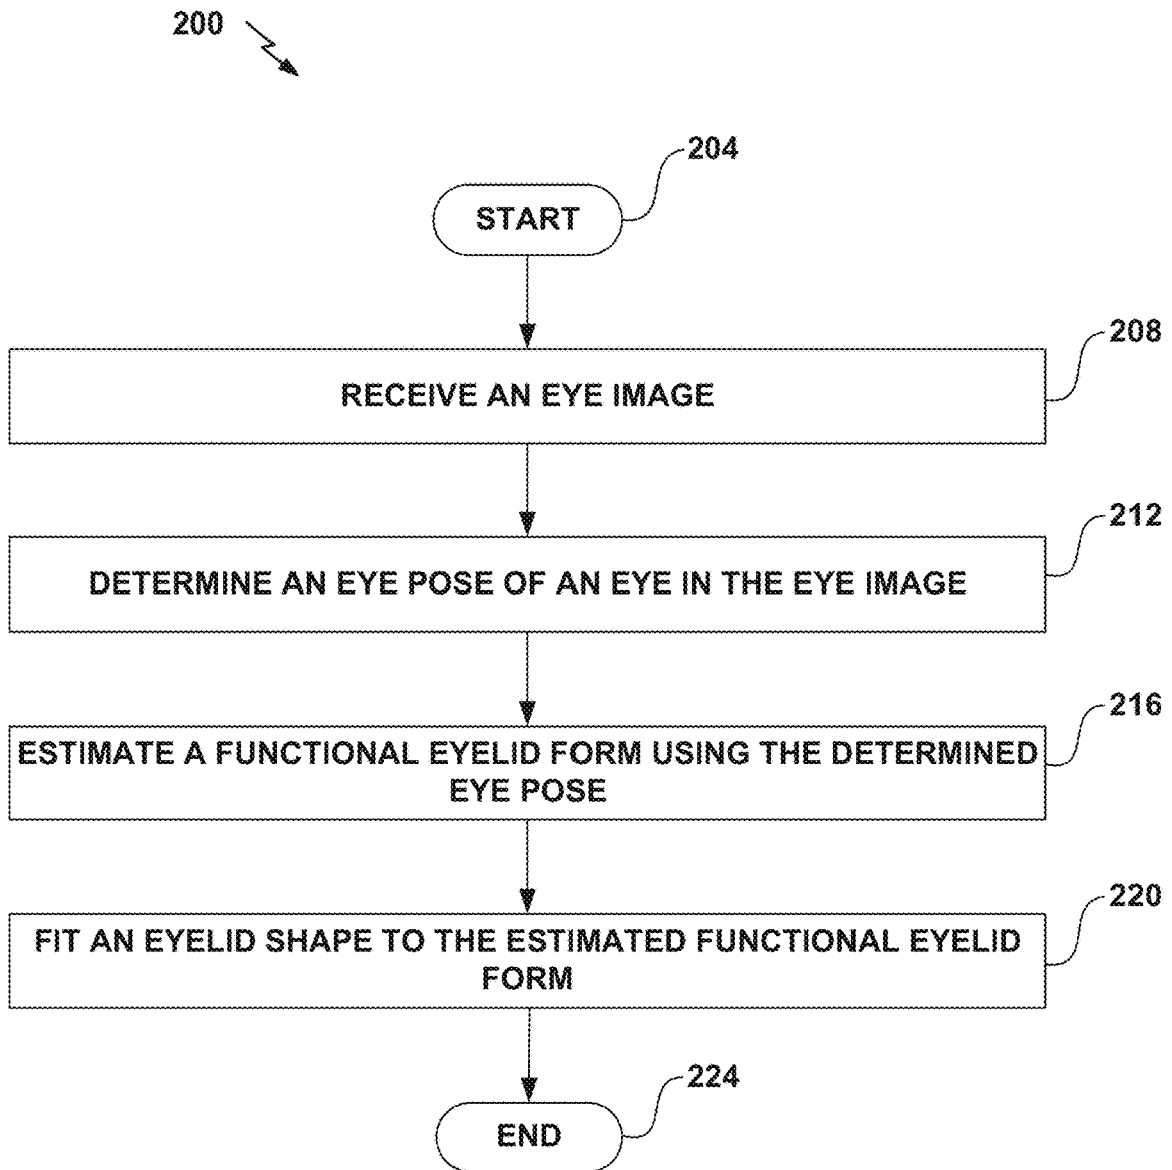 200
204
START
208
RECEIVE AN EYE IMAGE
212
DETERMINE AN EYE POSE OF AN EYE IN THE EYE IMAGE
216
ESTIMATE A FUNCTIONAL EYELID FORM USING THE DETERMINED
EYE POSE
220
FIT AN EYELID SHAPE TO THE ESTIMATED FUNCTIONAL EYELID
FORM
224
END